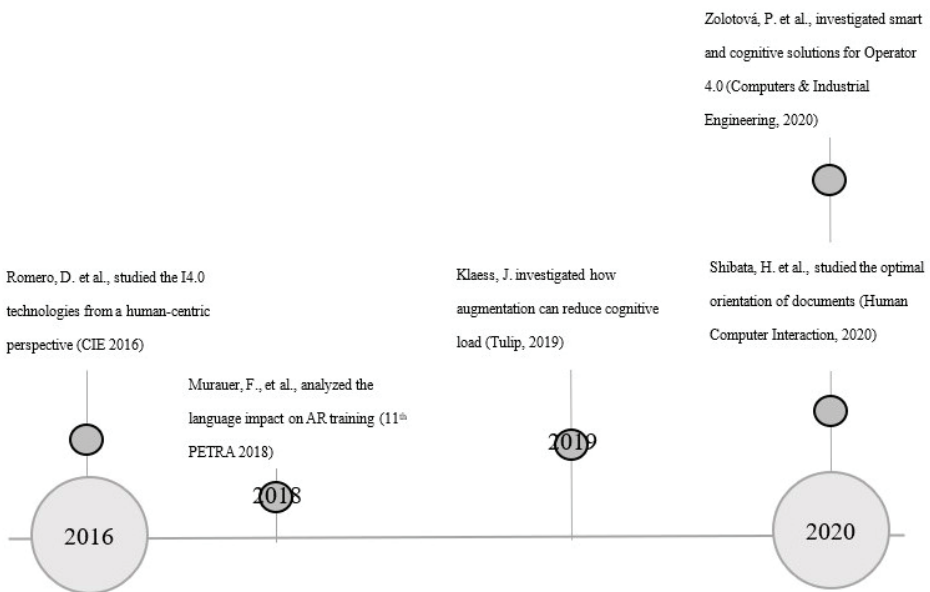 Zolotová, P. et al., investigated smart
and cognitive solutions for Operator
4.0 (Computers & Industrial
Engineering, 2020)
Romero, D. et al., studied the I4.0
technologies from a human-centric
perspective (CIE 2016)
Klaess, J. investigated how
augmentation can reduce cognitive
load (Tulip, 2019)
Shibata, H. et al., studied the optimal
orientation of documents (Human
Computer Interaction, 2020)
Murauer, F., et al., analyzed the
language impact on AR training (11th
PETRA 2018)
2016
2018
2019
2020